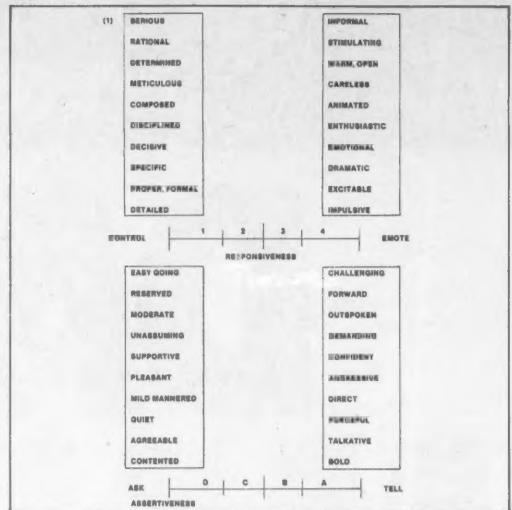 (1) SERIOUS INFORMAL
RATIONAL STIMULATING
DETERMINED WARM, OPEN
METICULOUS CARELESS
COMPOSED ANIMATED
DISCIPLINED ENTHUSIASTIC
DECISIVE EMOTIONAL
SPECIFIC DRAMATIC
PROPER, FORMAL EXCITABLE
DETAILED IMPULSIVE
CONTROL 1 2 3 4 EMOTE
RESPONSIVENESS
EASY GOING CHALLENGING
RESERVED FORWARD
MODERATE OUTSPOKEN
UNASSUMING DEMANDING
SUPPORTIVE CONFIDENT
PLEASANT AGGRESSIVE
MILD MANNERED DIRECT
QUIET FORCEFUL
AGREEABLE TALKATIVE
CONTENTED BOLD
ASK D C B A TELL
ASSERTIVENESS